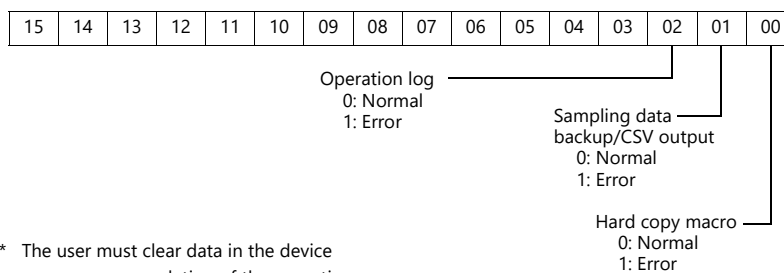 15 14 13 12 11 10 09 08 07 06 05 04 03 02 01 00
Operation log
0: Normal
1: Error
Sampling data
backup/CSV output
0: Normal
1: Error
Hard copy macro
0: Normal
1: Error
* The user must clear data in the device